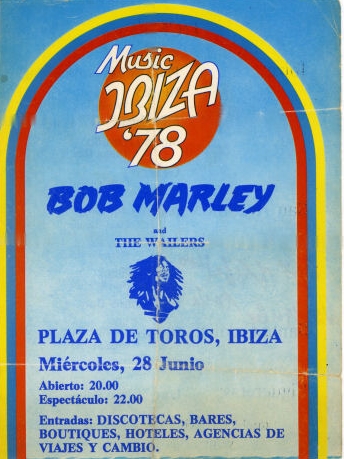 Music
IBIZA
'78
BOB MARLEY
and
THE WAILERS
PLAZA DE TOROS, IBIZA
Miércoles, 28 Junio
Abierto: 20.00
Espectáculo: 22.00
Entradas: DISCOTECAS, BARES,
BOUTIQUES, HOTELES, AGENCIAS DE
VIAJES Y CAMBIO.